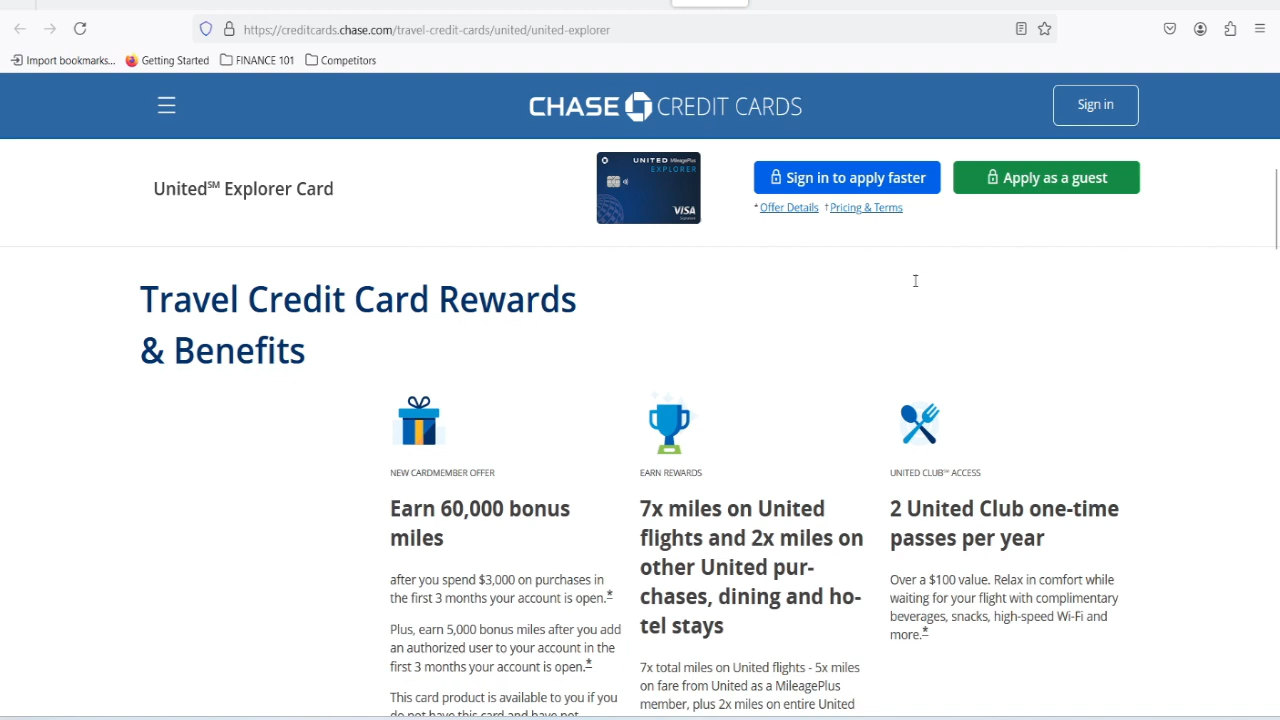 https://creditcards.chase.com/travel-credit-cards/united/united-explorer
Import bookmarks... Getting Started FINANCE 101 Competitors
CHASE CREDIT CARDS
Sign in
United℠ Explorer Card
UNITED MileagePlus
EXPLORER
VISA
Signature
Sign in to apply faster
Apply as a guest
*Offer Details †Pricing & Terms
Travel Credit Card Rewards
& Benefits
NEW CARDMEMBER OFFER
Earn 60,000 bonus
miles
after you spend $3,000 on purchases in
the first 3 months your account is open.*
Plus, earn 5,000 bonus miles after you add
an authorized user to your account in the
first 3 months your account is open.*
This card product is available to you if you
do not have this card and have not
EARN REWARDS
7x miles on United
flights and 2x miles on
other United pur-
chases, dining and ho-
tel stays
7x total miles on United flights - 5x miles
on fare from United as a MileagePlus
member, plus 2x miles on entire United
UNITED CLUB℠ ACCESS
2 United Club one-time
passes per year
Over a $100 value. Relax in comfort while
waiting for your flight with complimentary
beverages, snacks, high-speed Wi-Fi and
more.*